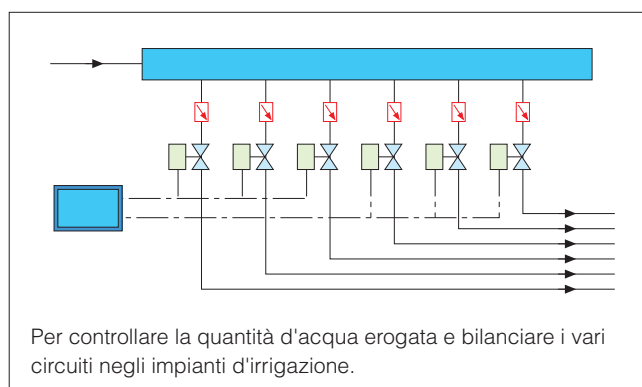 Per controllare la quantità d'acqua erogata e bilanciare i vari
circuiti negli impianti d'irrigazione.